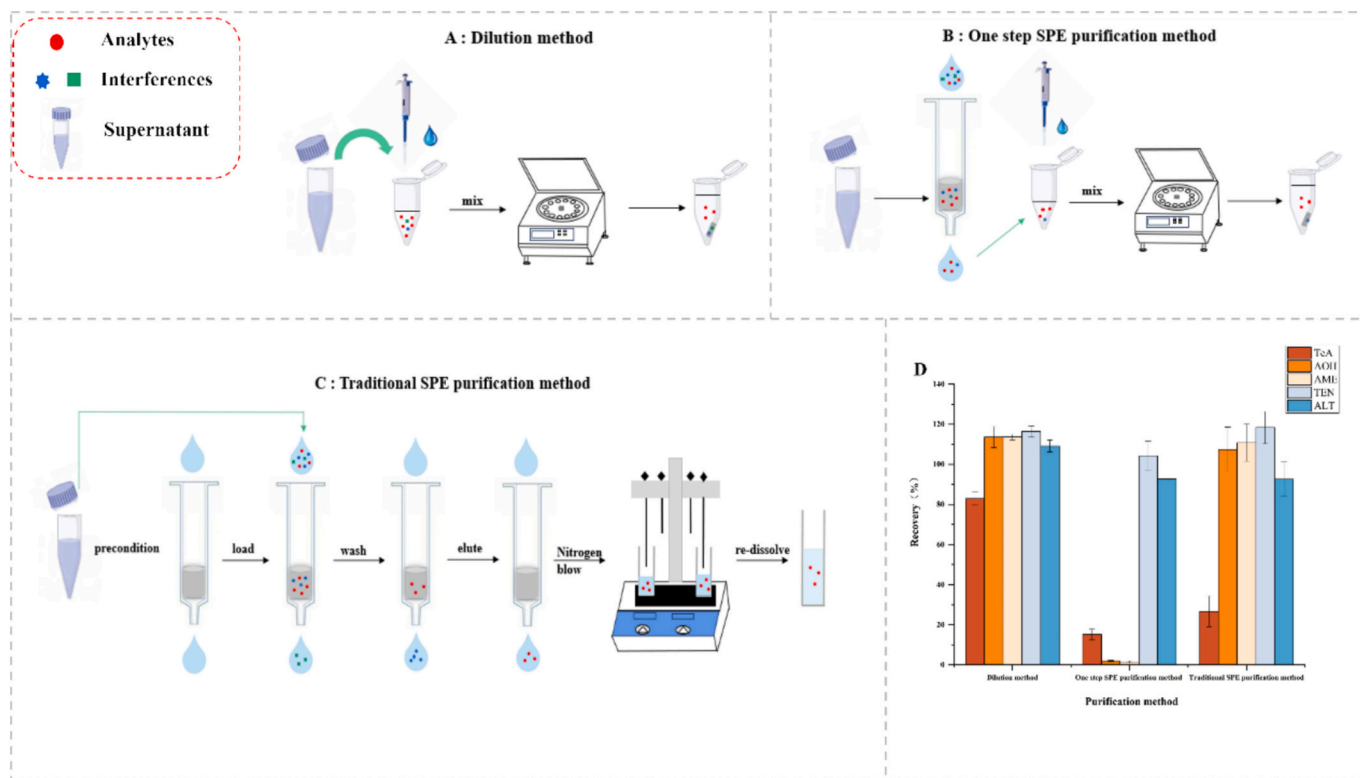 Analytes
Interferences
Supernatant
A : Dilution method
mix
B : One step SPE purification method
mix
C : Traditional SPE purification method
precondition
load
wash
elute
Nitrogen
blow
re-dissolve
D
TeA
AOH
AME
TEN
ALT
140
120
100
80
60
40
20
0
Recovery（%）
Dilution method
One step SPE purification method
Traditional SPE purification method
Purification method